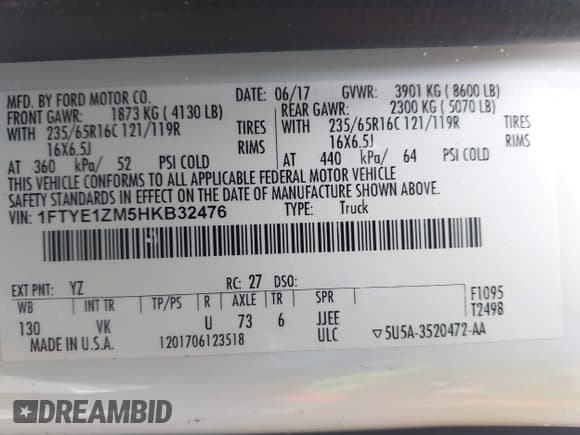 MFD. BY FORD MOTOR CO.
DATE: 06/17 GVWR: 3901 KG ( 8600 LB)
FRONT GAWR: 1873 KG ( 4130 LB) REAR GAWR: 2300 KG ( 5070 LB)
WITH 235/65R16C 121/119R TIRES WITH 235/65R16C 121/119R TIRES
16X6.5J RIMS 16X6.5J RIMS
AT 360 kPa/ 52 PSI COLD AT 440 kPa/ 64 PSI COLD
THIS VEHICLE CONFORMS TO ALL APPLICABLE FEDERAL MOTOR VEHICLE
SAFETY STANDARDS IN EFFECT ON THE DATE OF MANUFACTURE SHOWN ABOVE.
VIN: 1FTYE1ZM5HKB32476 TYPE: Truck
EXT PNT: YZ RC: 27 DSO:
WB INT TR TP/PS R AXLE TR SPR F1095
130 VK U 73 6 JJEE T2498
MADE IN U.S.A. 1201706123518 ULC ▽5U5A-3520472-AA
DREAMBID